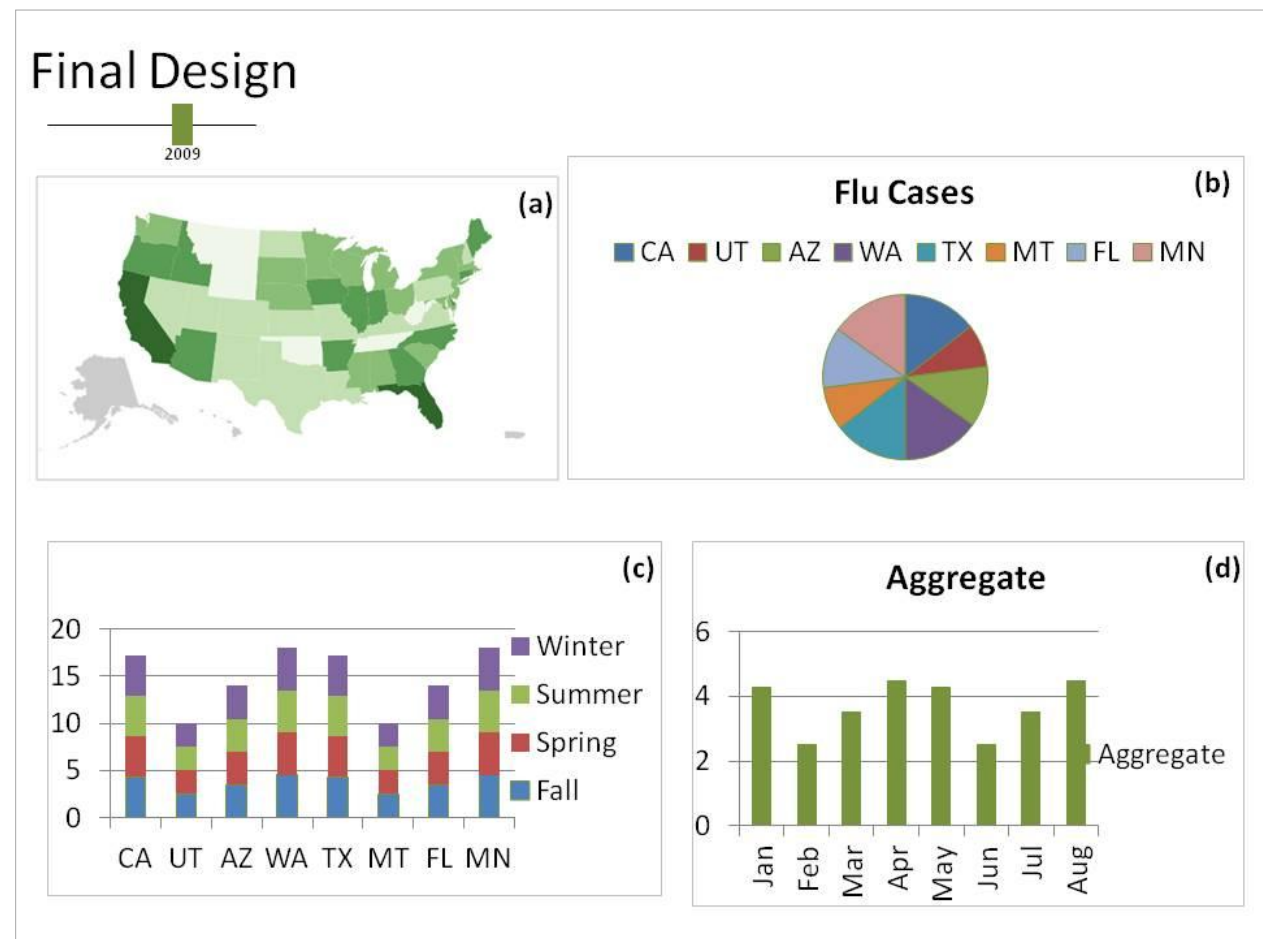 Final Design
2009
(a)
(b)
Flu Cases
CA UT AZ WA TX MT FL MN
(c)
20
15
10
5
0
CA UT AZ WA TX MT FL MN
Winter
Summer
Spring
Fall
(d)
Aggregate
6
4
2
0
Jan Feb Mar Apr May Jun Jul Aug
Aggregate